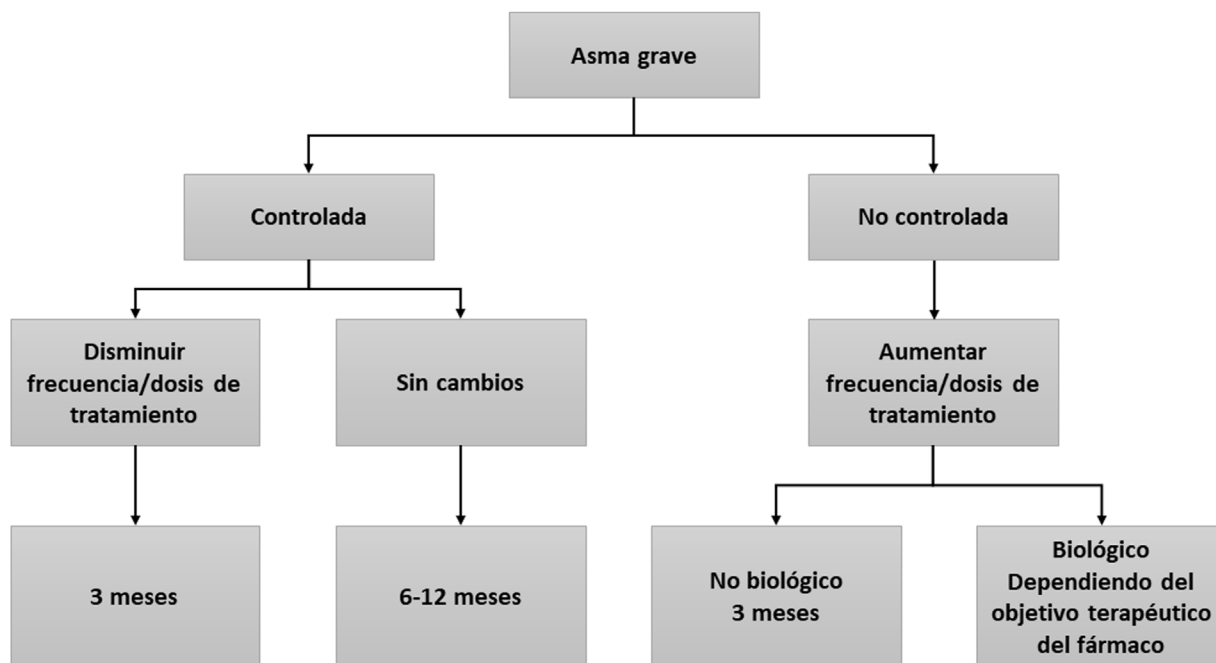 Asma grave
Controlada
No controlada
Disminuir
frecuencia/dosis de
tratamiento
Sin cambios
Aumentar
frecuencia/dosis de
tratamiento
3 meses
6-12 meses
No biológico
3 meses
Biológico
Dependiendo del
objetivo terapéutico
del fármaco